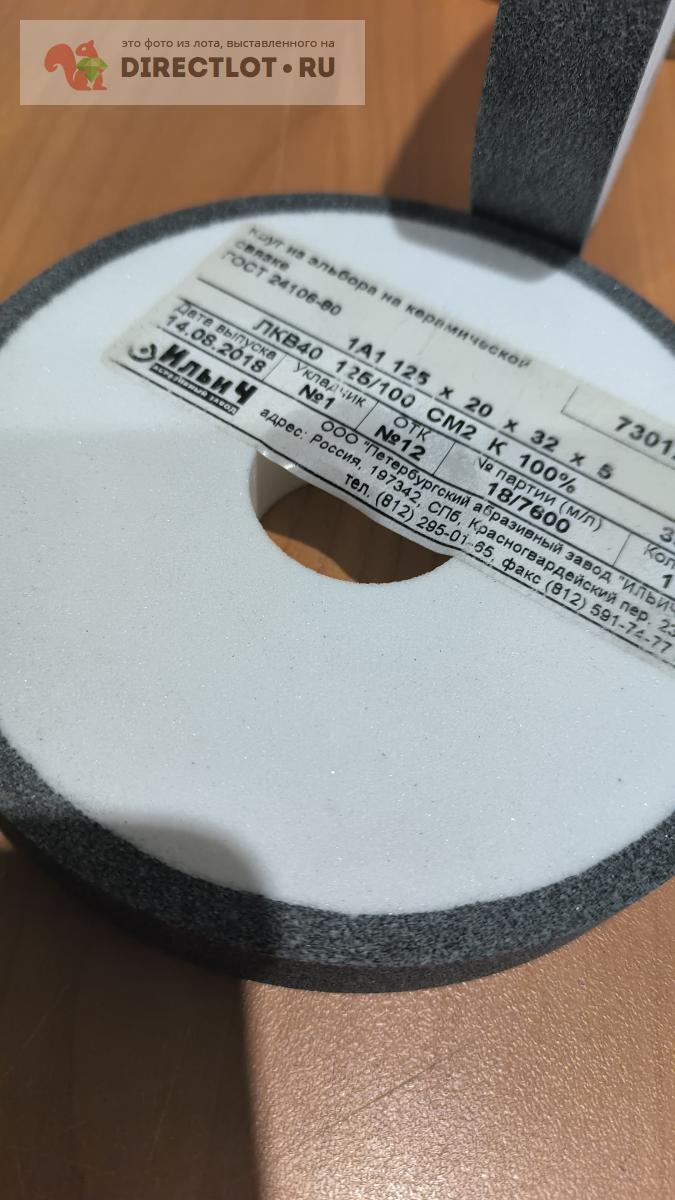 это фото из лота, выставленного на
DIRECTLOT.RU
Круг из эльбора на керамической
связке
ГОСТ 24106-80
1А1 125 х 20 х 32 х 5
ЛКВ40 125/100 СМ2 К 100%
Дата выпуска
14.08.2018
Укладчик
№1
ОТК
№12
№ партии (м/л)
18/7600
ИльиЧ
абразивный завод
ООО "Петербургский абразивный завод "Ильич
адрес: Россия, 197342, СПб, Красногвардейский пер. 23
тел. (812) 295-01-65, факс (812) 591-74-77